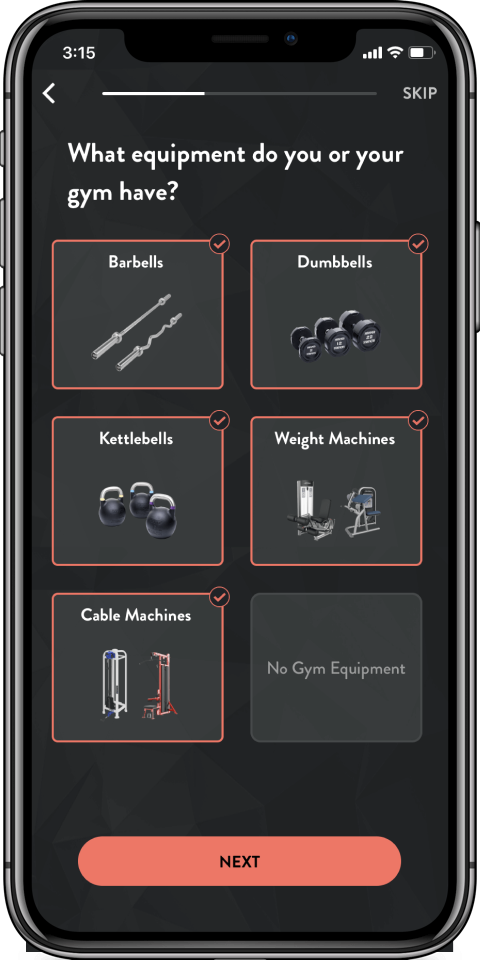 3:15
SKIP
What equipment do you or your
gym have?
Barbells
Dumbbells
Kettlebells
Weight Machines
Cable Machines
No Gym Equipment
NEXT